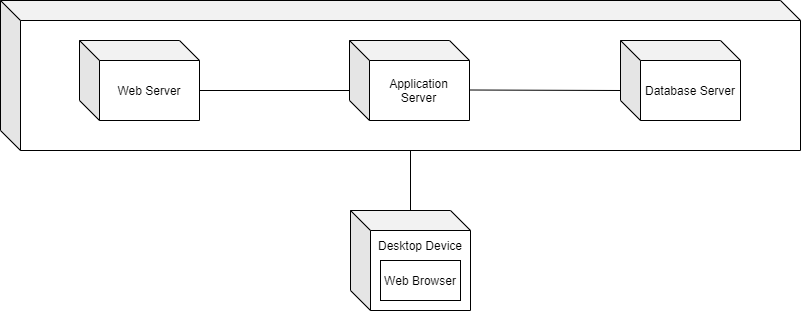 Web Server
Application
Server
Database Server
Desktop Device
Web Browser